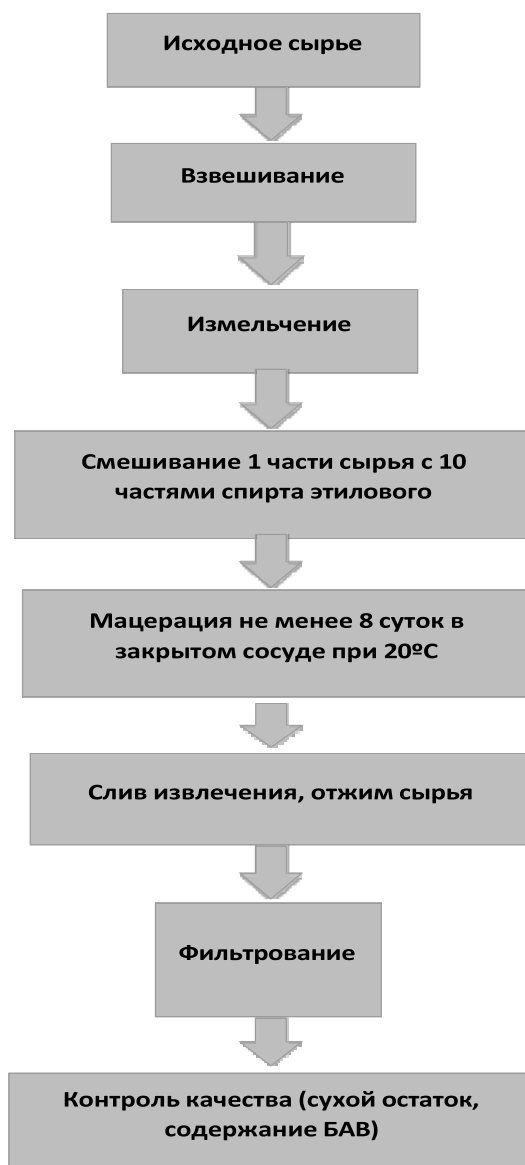 Исходное сырье
Взвешивание
Измельчение
Смешивание 1 части сырья с 10
частями спирта этилового
Мацерация не менее 8 суток в
закрытом сосуде при 20ºС
Слив извлечения, отжим сырья
Фильтрование
Контроль качества (сухой остаток,
содержание БАВ)